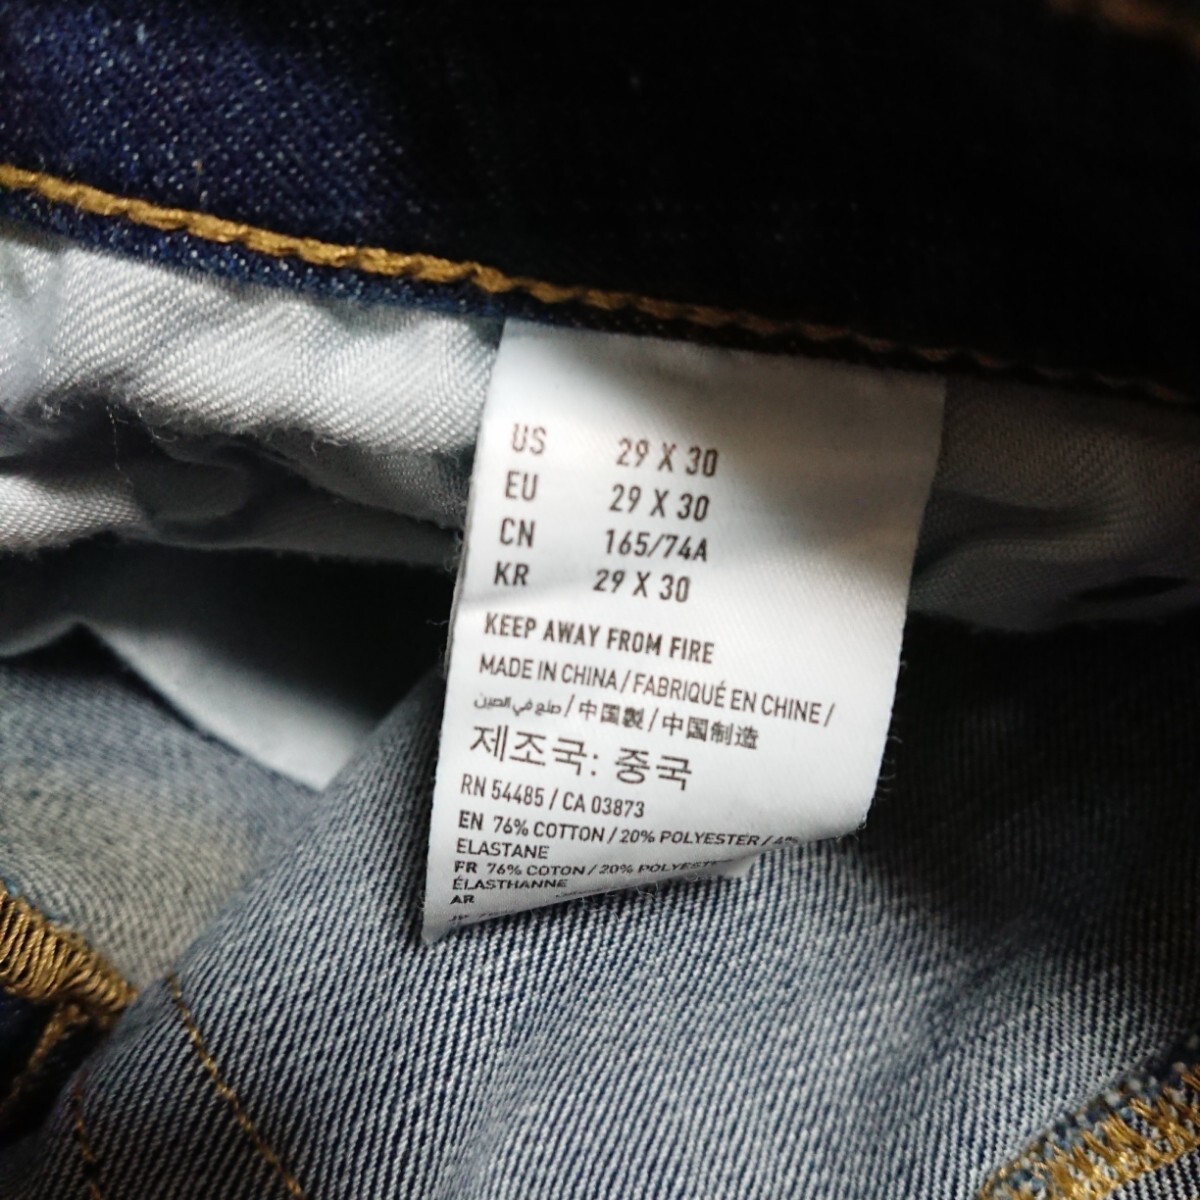 US 29 X 30
EU 29 X 30
CN 165/74A
KR 29 X 30
KEEP AWAY FROM FIRE
MADE IN CHINA / FABRIQUÉ EN CHINE /
صنع في الصين / 中国製 / 中国制造
제조국: 중국
RN 54485 / CA 03873
EN 76% COTTON / 20% POLYESTER / 4%
ELASTANE
FR 76% COTON / 20% POLYESTER
ÉLASTHANNE
AR